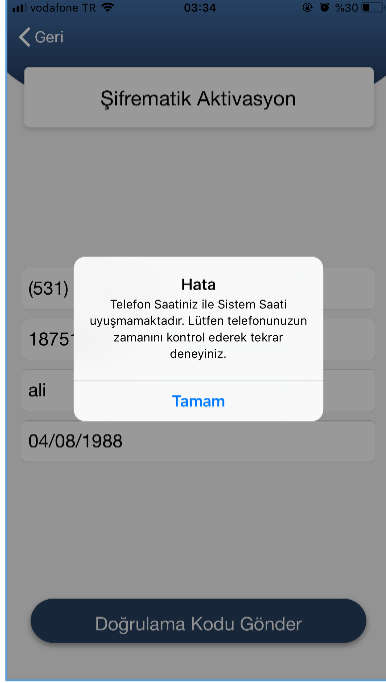 vodafone TR 03:34 %30
Geri
Şifrematik Aktivasyon
Hata
Telefon Saatiniz ile Sistem Saati
uyuşmamaktadır. Lütfen telefonunuzun
zamanını kontrol ederek tekrar
deneyiniz.
Tamam
(531)
1875
ali
04/08/1988
Doğrulama Kodu Gönder